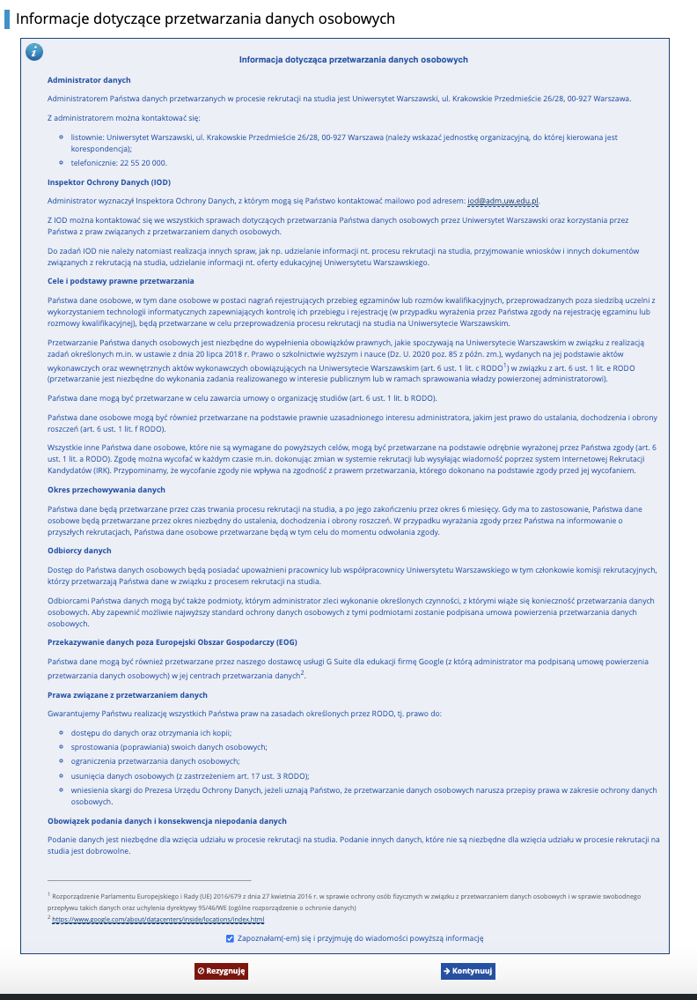 Informacje dotyczące przetwarzania danych osobowych
Informacja dotycząca przetwarzania danych osobowych
Administrator danych
Administratorem Państwa danych przetwarzanych w procesie rekrutacji na studia jest Uniwersytet Warszawski, ul. Krakowskie Przedmieście 26/28, 00-927 Warszawa.
Z administratorem można kontaktować się:
listownie: Uniwersytet Warszawski, ul. Krakowskie Przedmieście 26/28, 00-927 Warszawa (należy wskazać jednostkę organizacyjną, do której kierowana jest
korespondencja);
telefonicznie: 22 55 20 000.
Inspektor Ochrony Danych (IOD)
Administrator wyznaczył Inspektora Ochrony Danych, z którym mogą się Państwo kontaktować mailowo pod adresem: iod@adm.uw.edu.pl.
Z IOD można kontaktować się we wszystkich sprawach dotyczących przetwarzania Państwa danych osobowych przez Uniwersytet Warszawski oraz korzystania przez
Państwa z praw związanych z przetwarzaniem danych osobowych.
Do zadań IOD nie należy natomiast realizacja innych spraw, jak np. udzielanie informacji nt. procesu rekrutacji na studia, przyjmowanie wniosków i innych dokumentów
związanych z rekrutacją na studia, udzielanie informacji nt. oferty edukacyjnej Uniwersytetu Warszawskiego.
Cele i podstawy prawne przetwarzania
Państwa dane osobowe, w tym dane osobowe w postaci nagrań rejestrujących przebieg egzaminów lub rozmów kwalifikacyjnych, przeprowadzanych poza siedzibą uczelni z
wykorzystaniem technologii informatycznych zapewniających kontrolę ich przebiegu i rejestrację (w przypadku wyrażenia przez Państwa zgody na rejestrację egzaminu lub
rozmowy kwalifikacyjnej), będą przetwarzane w celu przeprowadzenia procesu rekrutacji na studia na Uniwersytecie Warszawskim.
Przetwarzanie Państwa danych osobowych jest niezbędne do wypełnienia obowiązków prawnych, jakie spoczywają na Uniwersytecie Warszawskim w związku z realizacją
zadań określonych m.in. w ustawie z dnia 20 lipca 2018 r. Prawo o szkolnictwie wyższym i nauce (Dz. U. 2020 poz. 85 z późn. zm.), wydanych na jej podstawie aktów
wykonawczych oraz wewnętrznych aktów wykonawczych obowiązujących na Uniwersytecie Warszawskim (art. 6 ust. 1 lit. c RODO1) w związku z art. 6 ust. 1 lit. e RODO
(przetwarzanie jest niezbędne do wykonania zadania realizowanego w interesie publicznym lub w ramach sprawowania władzy powierzonej administratorowi).
Państwa dane mogą być przetwarzane w celu zawarcia umowy o organizację studiów (art. 6 ust. 1 lit. b RODO).
Państwa dane osobowe mogą być również przetwarzane na podstawie prawnie uzasadnionego interesu administratora, jakim jest prawo do ustalania, dochodzenia i obrony
roszczeń (art. 6 ust. 1 lit. f RODO).
Wszystkie inne Państwa dane osobowe, które nie są wymagane do powyższych celów, mogą być przetwarzane na podstawie odrębnie wyrażonej przez Państwa zgody (art. 6
ust. 1 lit. a RODO). Zgodę można wycofać w każdym czasie m.in. dokonując zmian w systemie rekrutacji lub wysyłając wiadomość poprzez system Internetowej Rekrutacji
Kandydatów (IRK). Przypominamy, że wycofanie zgody nie wpływa na zgodność z prawem przetwarzania, którego dokonano na podstawie zgody przed jej wycofaniem.
Okres przechowywania danych
Państwa dane będą przetwarzane przez czas trwania procesu rekrutacji na studia, a po jego zakończeniu przez okres 6 miesięcy. Gdy ma to zastosowanie, Państwa dane
osobowe będą przetwarzane przez okres niezbędny do ustalenia, dochodzenia i obrony roszczeń. W przypadku wyrażania zgody przez Państwa na informowanie o
przyszłych rekrutacjach, Państwa dane osobowe przetwarzane będą w tym celu do momentu odwołania zgody.
Odbiorcy danych
Dostęp do Państwa danych osobowych będą posiadać upoważnieni pracownicy lub współpracownicy Uniwersytetu Warszawskiego w tym członkowie komisji rekrutacyjnych,
którzy przetwarzają Państwa dane w związku z procesem rekrutacji na studia.
Odbiorcami Państwa danych mogą być także podmioty, którym administrator zleci wykonanie określonych czynności, z którymi wiąże się konieczność przetwarzania danych
osobowych. Aby zapewnić możliwie najwyższy standard ochrony danych osobowych z tymi podmiotami zostanie podpisana umowa powierzenia przetwarzania danych
osobowych.
Przekazywanie danych poza Europejski Obszar Gospodarczy (EOG)
Państwa dane mogą być również przetwarzane przez naszego dostawcę usługi G Suite dla edukacji firmę Google (z którą administrator ma podpisaną umowę powierzenia
przetwarzania danych osobowych) w jej centrach przetwarzania danych2.
Prawa związane z przetwarzaniem danych
Gwarantujemy Państwu realizację wszystkich Państwa praw na zasadach określonych przez RODO, tj. prawo do:
dostępu do danych oraz otrzymania ich kopii;
sprostowania (poprawiania) swoich danych osobowych;
ograniczenia przetwarzania danych osobowych;
usunięcia danych osobowych (z zastrzeżeniem art. 17 ust. 3 RODO);
wniesienia skargi do Prezesa Urzędu Ochrony Danych, jeżeli uznają Państwo, że przetwarzanie danych osobowych narusza przepisy prawa w zakresie ochrony danych
osobowych.
Obowiązek podania danych i konsekwencja niepodania danych
Podanie danych jest niezbędne dla wzięcia udziału w procesie rekrutacji na studia. Podanie innych danych, które nie są niezbędne dla wzięcia udziału w procesie rekrutacji na
studia jest dobrowolne.
1 Rozporządzenie Parlamentu Europejskiego i Rady (UE) 2016/679 z dnia 27 kwietnia 2016 r. w sprawie ochrony osób fizycznych w związku z przetwarzaniem danych osobowych i w sprawie swobodnego
przepływu takich danych oraz uchylenia dyrektywy 95/46/WE (ogólne rozporządzenie o ochronie danych)
2 https://www.google.com/about/datacenters/inside/locations/index.html
Zapoznałam(-em) się i przyjmuję do wiadomości powyższą informację
Rezygnuję
Kontynuuj